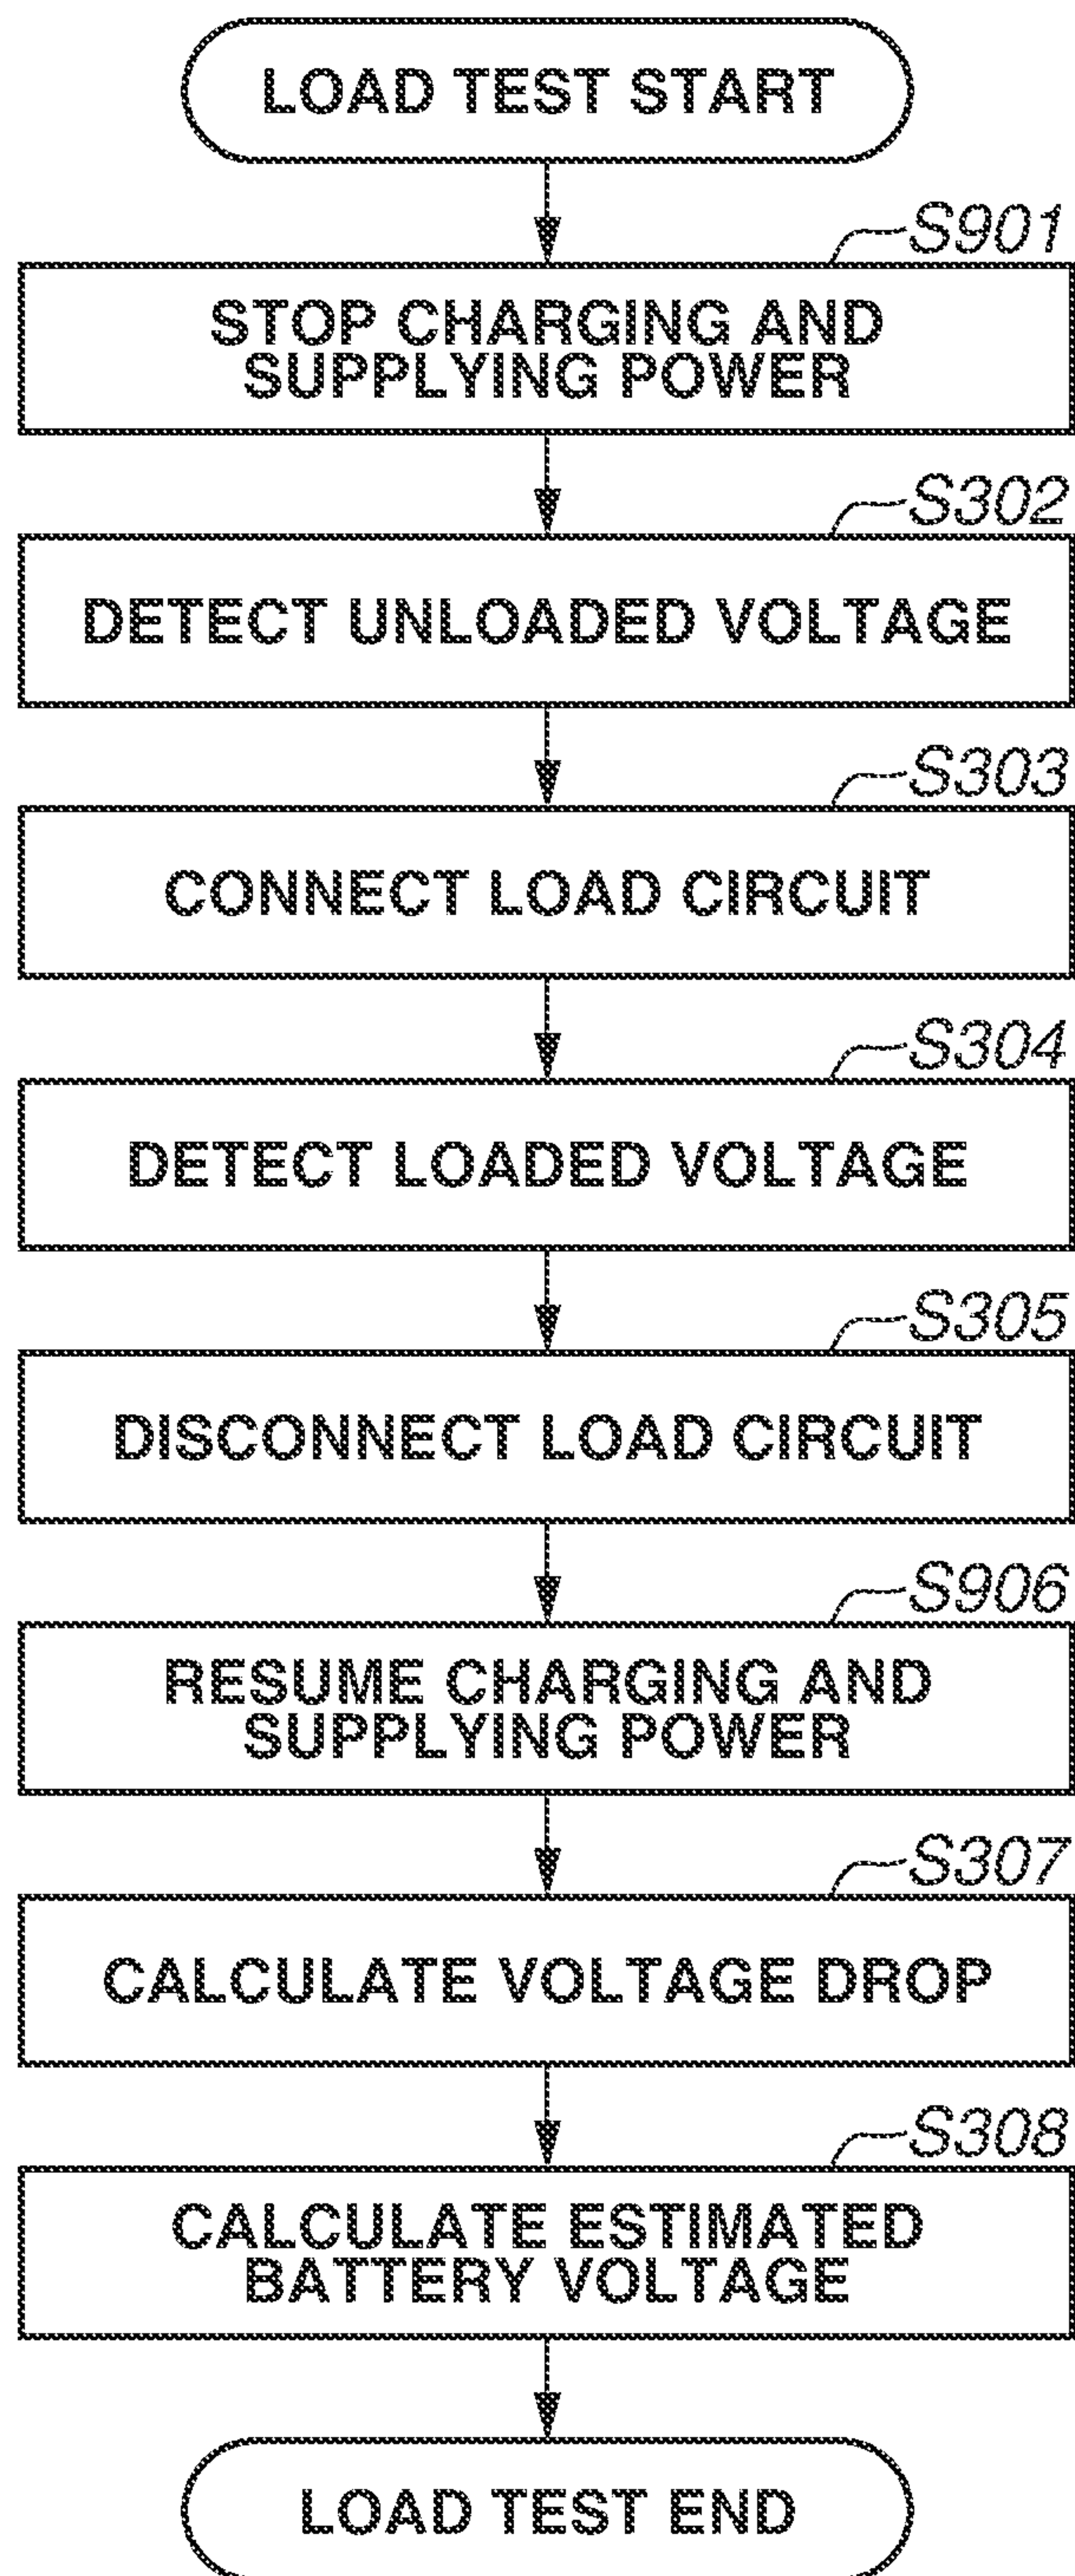 LOAD TEST START
S901
STOP CHARGING AND
SUPPLYING POWER
S302
DETECT UNLOADED VOLTAGE
S303
CONNECT LOAD CIRCUIT
S304
DETECT LOADED VOLTAGE
S305
DISCONNECT LOAD CIRCUIT
S906
RESUME CHARGING AND
SUPPLYING POWER
S307
CALCULATE VOLTAGE DROP
S308
CALCULATE ESTIMATED
BATTERY VOLTAGE
LOAD TEST END